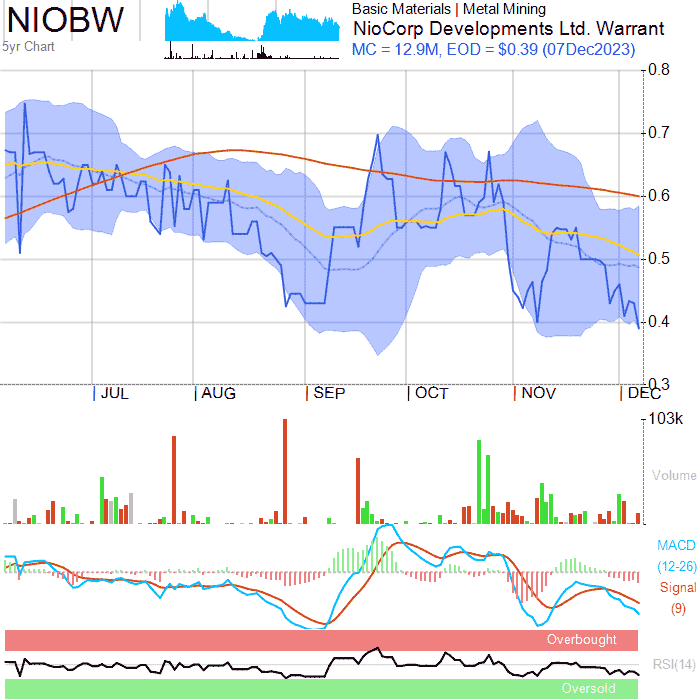 NIOBW
5yr Chart
Basic Materials | Metal Mining
NioCorp Developments Ltd. Warrant
MC = 12.9M, EOD = $0.39 (07Dec2023)
0.8
0.7
0.6
0.5
0.4
0.3
JUL AUG SEP OCT NOV DEC
103k
Volume
MACD
(12-26)
Signal
(9)
Overbought
RSI(14)
Oversold